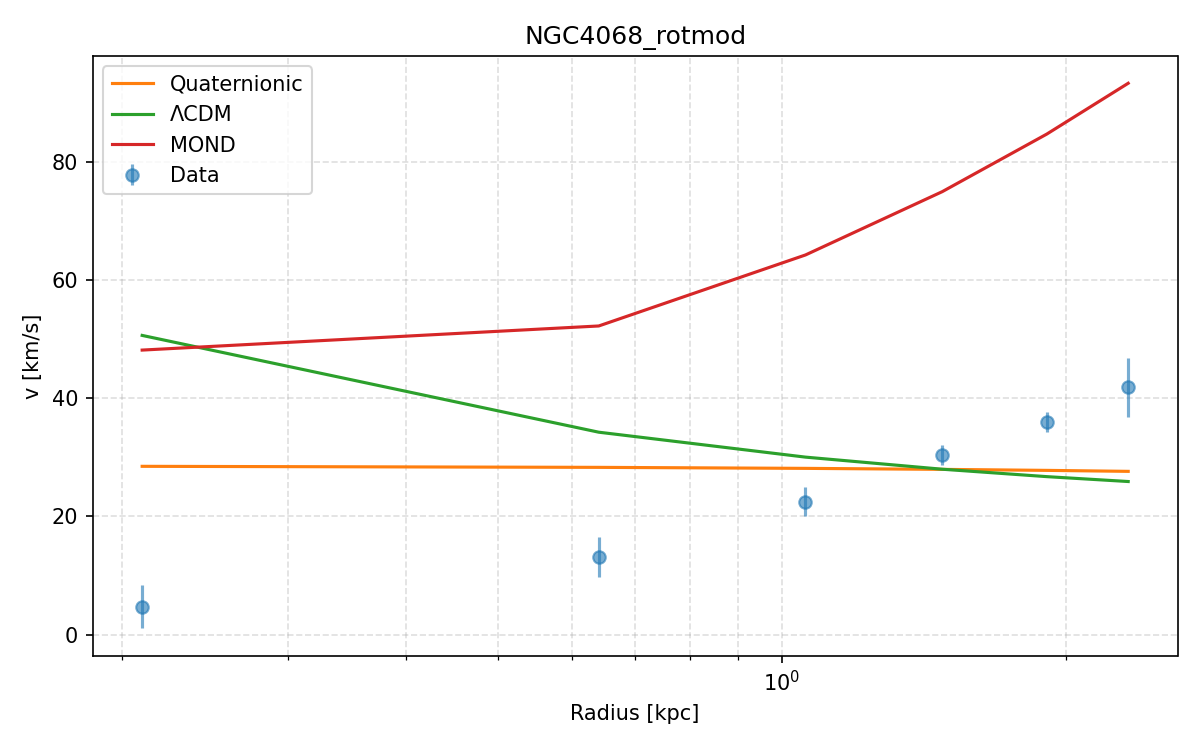 NGC4068_rotmod
Quaternionic
ΛCDM
MOND
Data
80
60
40
20
0
v [km/s]
10⁰
Radius [kpc]